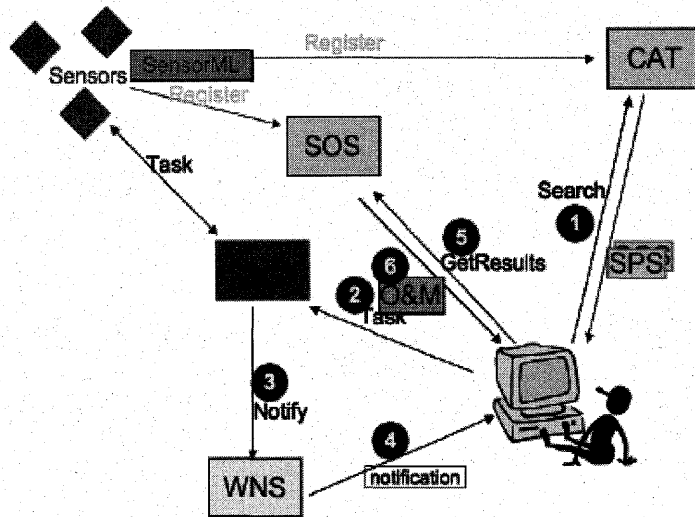 Register
CAT
SensorML
Sensors
Register
SOS
Task
Search
1
5
GetResults
SPS
6
2
O&M
Task
3
Notify
4
notification
WNS